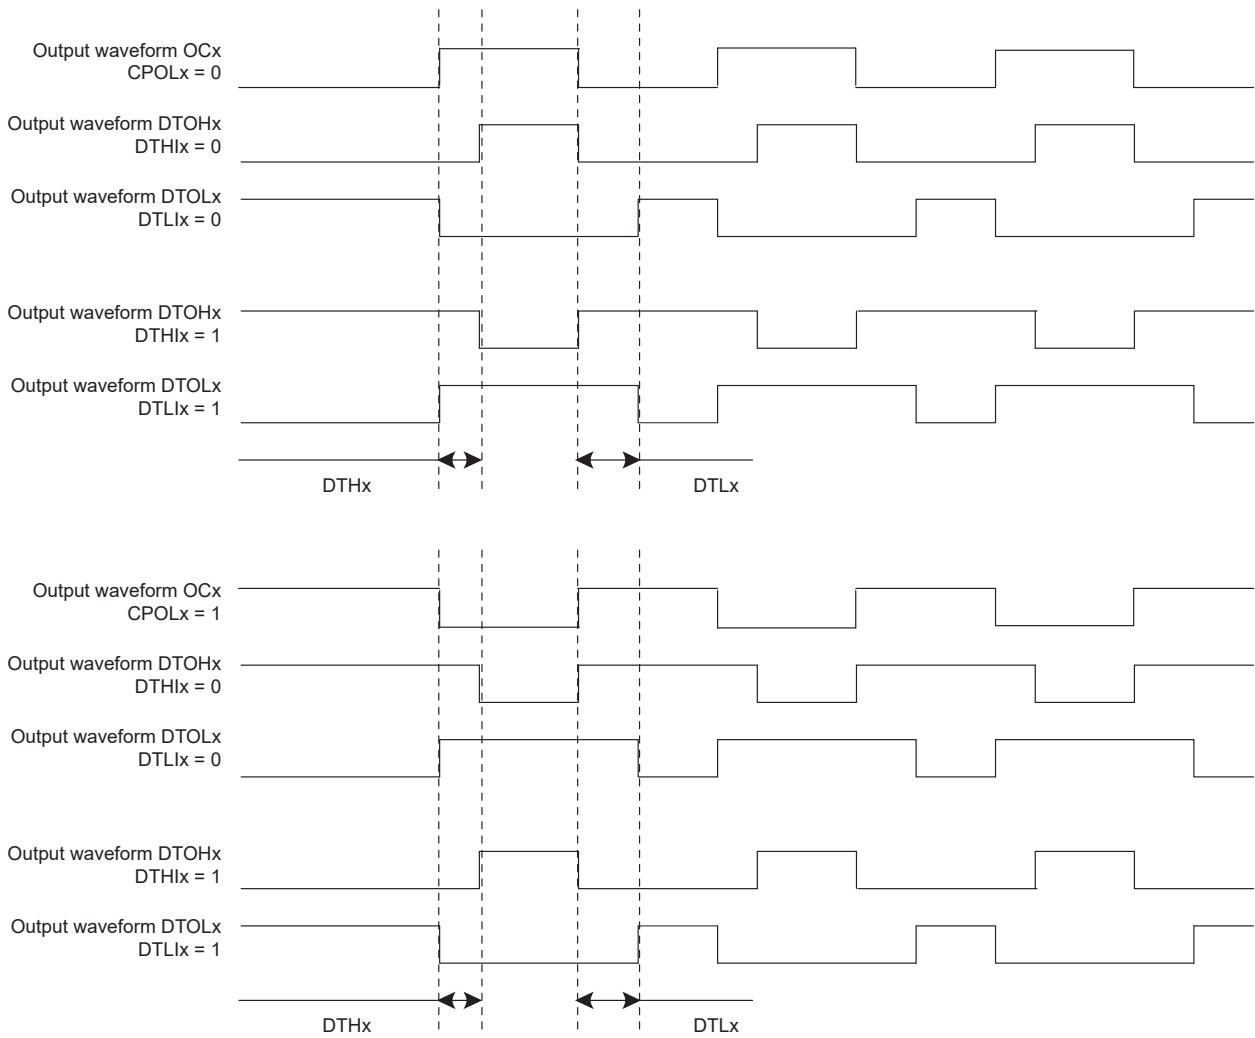 Output waveform OCx
CPOLx = 0
Output waveform DTOHx
DTHIx = 0
Output waveform DTOLx
DTLIx = 0
Output waveform DTOHx
DTHIx = 1
Output waveform DTOLx
DTLIx = 1
DTHx
DTLx
Output waveform OCx
CPOLx = 1
Output waveform DTOHx
DTHIx = 0
Output waveform DTOLx
DTLIx = 0
Output waveform DTOHx
DTHIx = 1
Output waveform DTOLx
DTLIx = 1
DTHx
DTLx